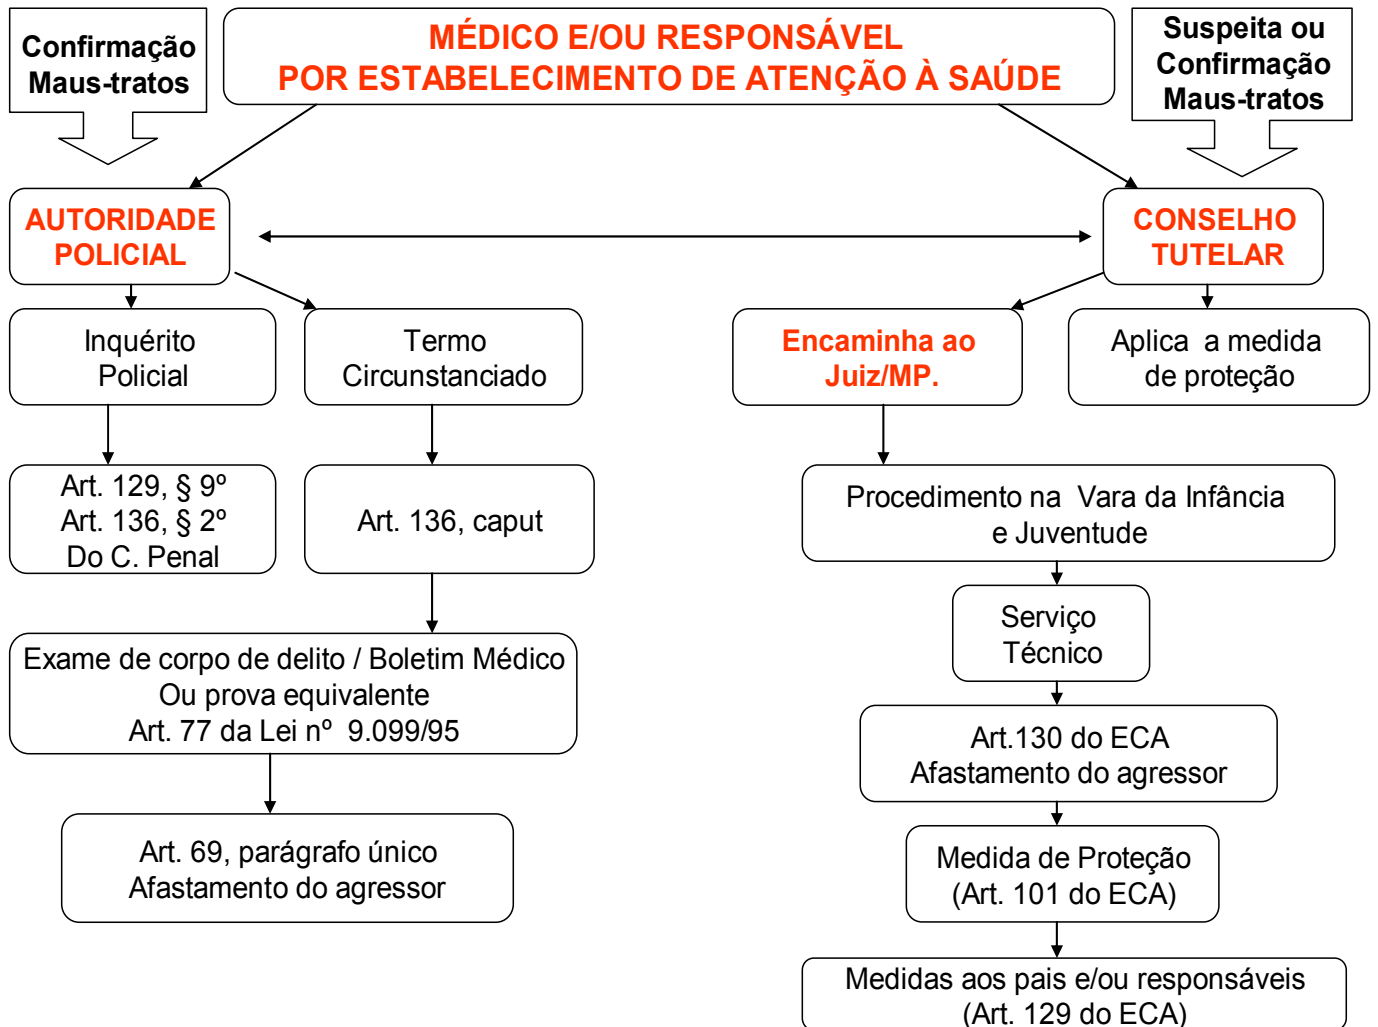 Confirmação
Maus-tratos
MÉDICO E/OU RESPONSÁVEL
POR ESTABELECIMENTO DE ATENÇÃO À SAÚDE
Suspeita ou
Confirmação
Maus-tratos
AUTORIDADE
POLICIAL
CONSELHO
TUTELAR
Inquérito
Policial
Termo
Circunstanciado
Encaminha ao
Juiz/MP.
Aplica a medida
de proteção
Art. 129, § 9º
Art. 136, § 2º
Do C. Penal
Art. 136, caput
Procedimento na Vara da Infância
e Juventude
Serviço
Técnico
Exame de corpo de delito / Boletim Médico
Ou prova equivalente
Art. 77 da Lei nº 9.099/95
Art.130 do ECA
Afastamento do agressor
Art. 69, parágrafo único
Afastamento do agressor
Medida de Proteção
(Art. 101 do ECA)
Medidas aos pais e/ou responsáveis
(Art. 129 do ECA)